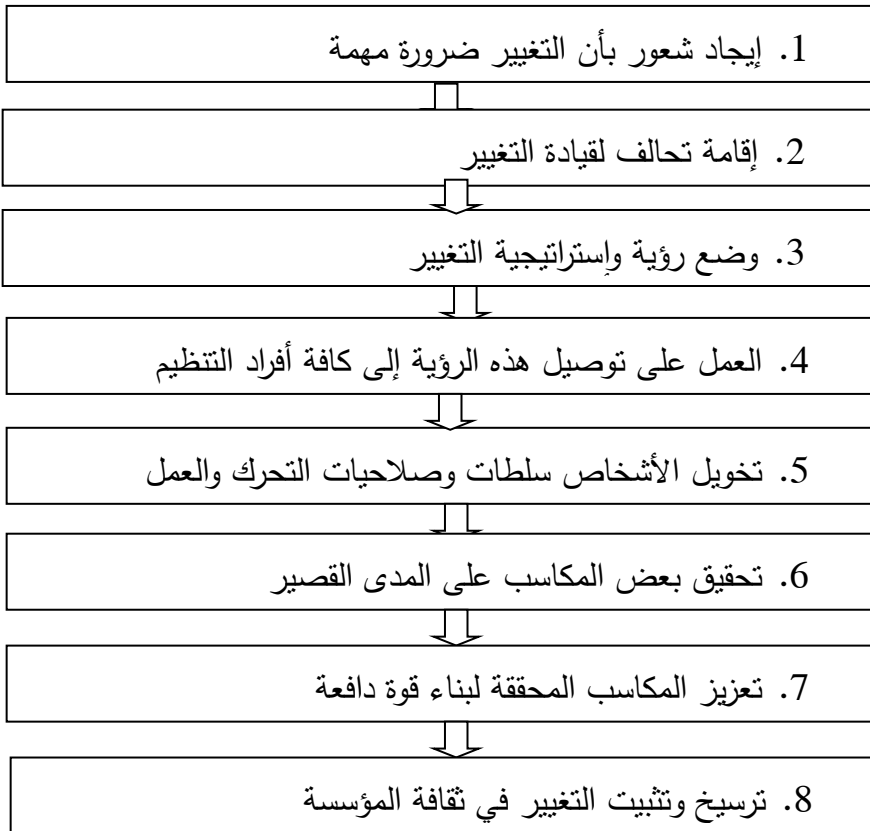 1. إيجاد شعور بأن التغيير ضرورة مهمة
2. إقامة تحالف لقيادة التغيير
3. وضع رؤية وإستراتيجية التغيير
4. العمل على توصيل هذه الرؤية إلى كافة أفراد التنظيم
5. تخويل الأشخاص سلطات وصلاحيات التحرك والعمل
6. تحقيق بعض المكاسب على المدى القصير
7. تعزيز المكاسب المحققة لبناء قوة دافعة
8. ترسيخ وتثبيت التغيير في ثقافة المؤسسة